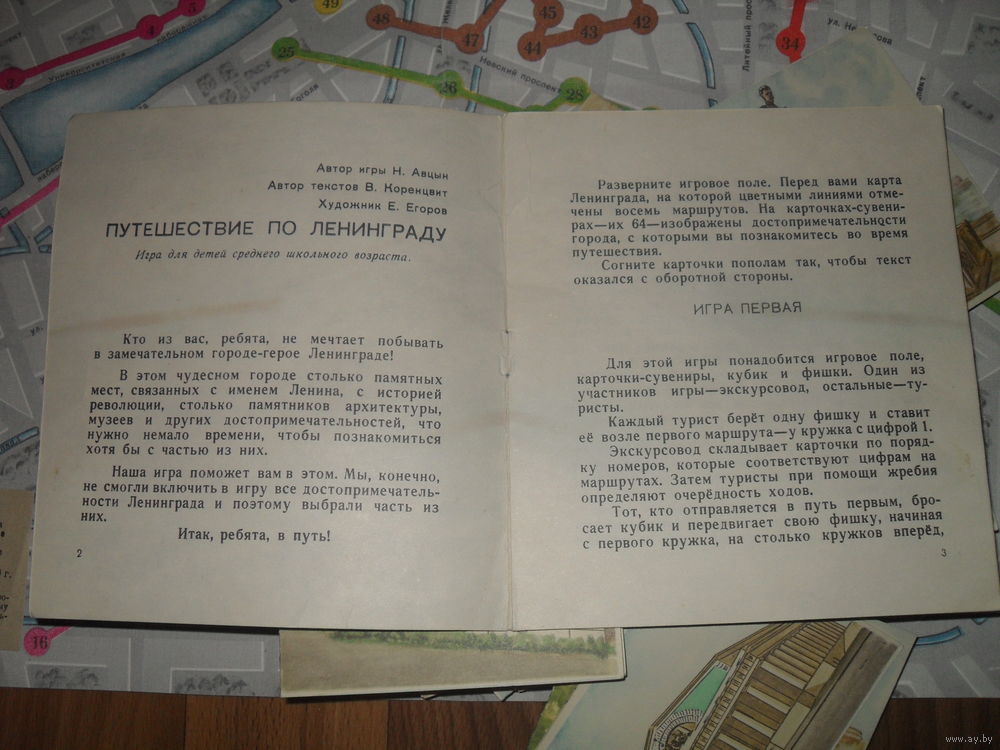 Автор игры Н. Авцын
Автор текстов В. Коренцвит
Художник Е. Егоров
ПУТЕШЕСТВИЕ ПО ЛЕНИНГРАДУ
Игра для детей среднего школьного возраста.
Кто из вас, ребята, не мечтает побывать
в замечательном городе-герое Ленинграде!
В этом чудесном городе столько памятных
мест, связанных с именем Ленина, с историей
революции, столько памятников архитектуры,
музеев и других достопримечательностей, что
нужно немало времени, чтобы познакомиться
хотя бы с частью из них.
Наша игра поможет вам в этом. Мы, конечно,
не смогли включить в игру все достопримечатель-
ности Ленинграда и поэтому выбрали часть из
них.
Итак, ребята, в путь!
2
Разверните игровое поле. Перед вами карта
Ленинграда, на которой цветными линиями отме-
чены восемь маршрутов. На карточках-сувени-
рах—их 64—изображены достопримечательности
города, с которыми вы познакомитесь во время
путешествия.
Согните карточки пополам так, чтобы текст
оказался с оборотной стороны.
ИГРА ПЕРВАЯ
Для этой игры понадобится игровое поле,
карточки-сувениры, кубик и фишки. Один из
участников игры—экскурсовод, остальные—ту-
ристы.
Каждый турист берёт одну фишку и ставит
её возле первого маршрута—у кружка с цифрой 1.
Экскурсовод складывает карточки по поряд-
ку номеров, которые соответствуют цифрам на
маршрутах. Затем туристы при помощи жребия
определяют очерёдность ходов.
Тот, кто отправляется в путь первым, бро-
сает кубик и передвигает свою фишку, начиная
с первого кружка, на столько кружков вперёд,
3
3
4
5
Университетская
49
48
47
45
44
43
42
25
26
28
Невский проспект
Литейный проспект
34
16
www.ay.by